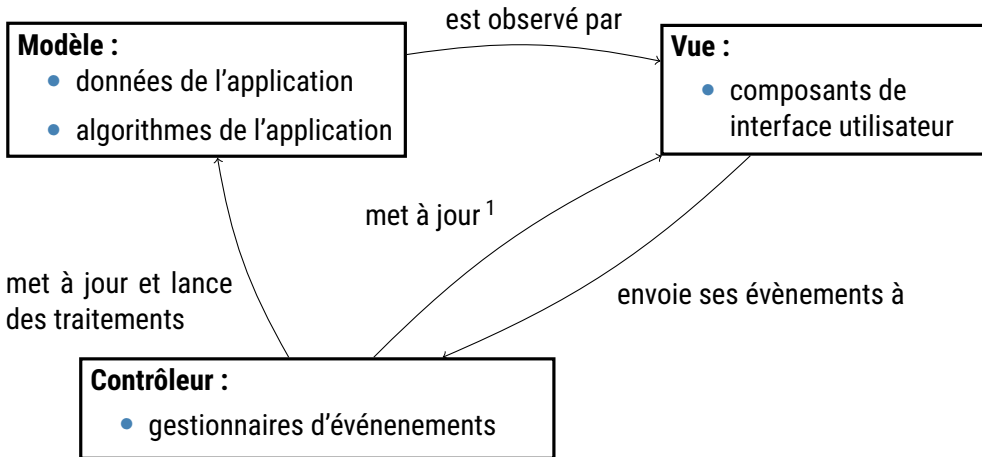 est observé par
Modèle :
données de l'application
algorithmes de l'application
Vue :
composants de
interface utilisateur
met à jour 1
met à jour et lance
des traitements
envoie ses évènements à
Contrôleur :
gestionnaires d'événenements